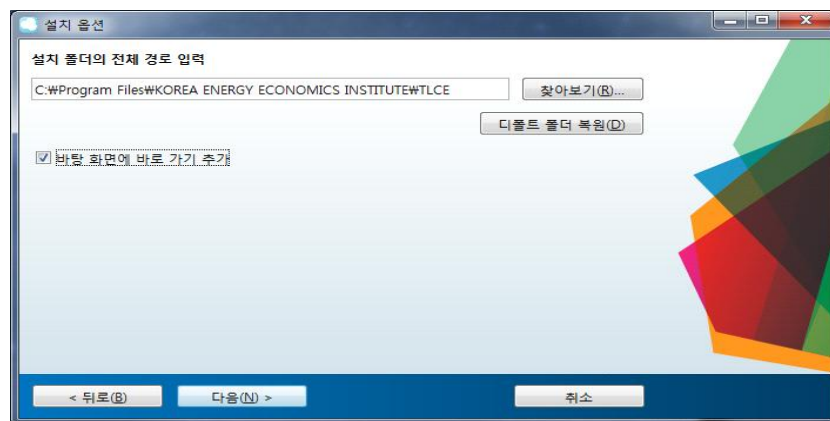 설치 옵션
설치 폴더의 전체 경로 입력
C:₩Program Files₩KOREA ENERGY ECONOMICS INSTITUTE₩TLCE
찾아보기(R)...
디폴트 폴더 복원(D)
바탕 화면에 바로 가기 추가
< 뒤로(B)
다음(N) >
취소